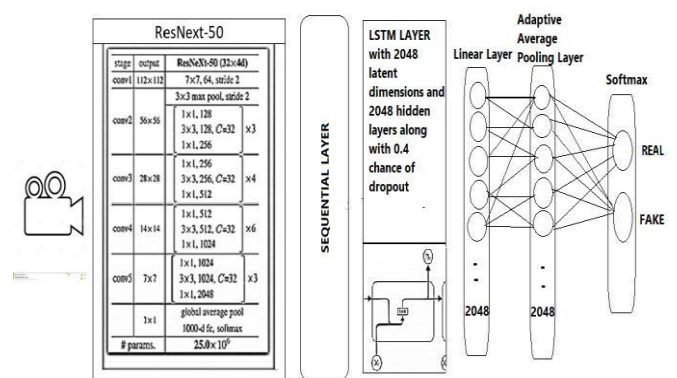 ResNext-50
stage output ResNeXt-50 (32×4d)
conv1 112×112 7×7, 64, stride 2
3×3 max pool, stride 2
conv2 56×56
1×1, 128
3×3, 128, C=32 ×3
1×1, 256
conv3 28×28
1×1, 256
3×3, 256, C=32 ×4
1×1, 512
conv4 14×14
1×1, 512
3×3, 512, C=32 ×6
1×1, 1024
conv5 7×7
1×1, 1024
3×3, 1024, C=32 ×3
1×1, 2048
1×1
global average pool
1000-d fc, softmax
# params. 25.0×10⁶
SEQUENTIAL LAYER
LSTM LAYER
with 2048
latent
dimensions and
2048 hidden
layers along
with 0.4
chance of
dropout
Linear Layer
2048
Adaptive
Average
Pooling Layer
2048
Softmax
REAL
FAKE